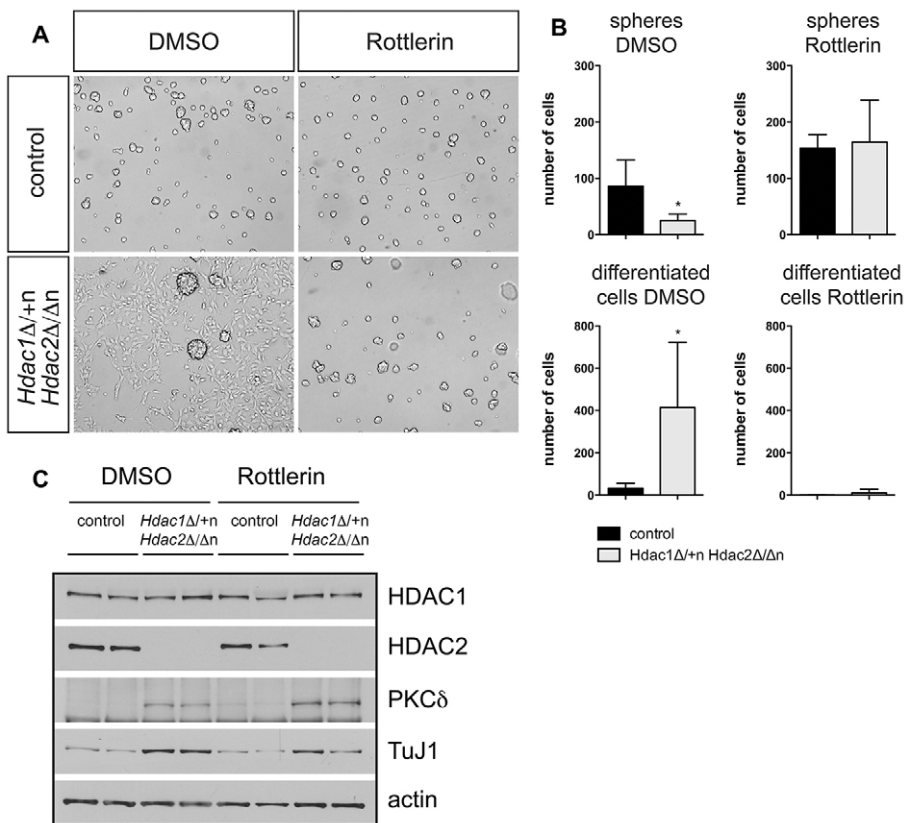 A
DMSO
Rottlerin
control
Hdac1Δ/+n
Hdac2Δ/Δn
B
spheres
DMSO
number of cells
300
200
100
0
*
spheres
Rottlerin
number of cells
300
200
100
0
differentiated
cells DMSO
number of cells
800
600
400
200
0
*
differentiated
cells Rottlerin
number of cells
800
600
400
200
0
control
Hdac1Δ/+n Hdac2Δ/Δn
C
DMSO
Rottlerin
control
Hdac1Δ/+n
Hdac2Δ/Δn
control
Hdac1Δ/+n
Hdac2Δ/Δn
HDAC1
HDAC2
PKCδ
TuJ1
actin